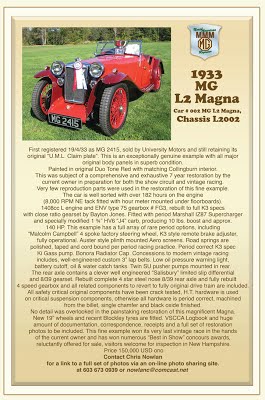 MMM
MG
1933
MG
L2 Magna
Car # 002 MG L2 Magna,
Chassis L2002
MG 2415
First registered 19/4/33 as MG 2415, sold by University Motors and still retaining its
original "U.M.L. Claim plate". This is an exceptionally genuine example with all major
original body panels in superb condition.
Painted in original Duo Tone Red with matching Collingburn interior.
This was subject of a comprehensive and exhaustive 7 year restoration by the
current owner in preparation for both the show circuit and vintage racing.
Very few reproduction parts were used in the restoration of this fine example.
The car is well sorted with over 182 hours on the engine
(8,000 RPM NE tack fitted with hour meter mounted under floorboards)
1408cc L engine and ENV type 75 gearbox # FG3, rebuilt to full K3 specs.
with close ratio gearset by Bayton Jones. Fitted with period Marshall IZ87 Supercharger
and specially modified 1 ⅞" HV8 "J4" carb, producing 10 lbs. boost and approx.
140 HP. This example has a full array of rare period options, including
"Malcolm Campbell" 4 spoke footering wheel, K3 style remote brake adjuster,
fully operational. Auster style plinth mounted Aero screens. Road springs are
polished, taped and cord bound per period racing practice. Period correct K3 spec
Ki Gass pump. Bonora Radiator Cap. Concessions to modern vintage racing
includes, well-engineered custom 3" lap belts. Low oil pressure warning light,
battery cutoff, oil & water catch tanks. Twin SU pusher pumps mounted in rear
The rear axle contains a clever well engineered "Salisbury" limited slip differential
and 8/39 gearset. Rebuilt complete 4 star steel nose 8/39 rear axle and fully rebuilt
4 speed gearbox and all related components to revert to fully original drive train are included.
All safety critical original components have been crack tested, H.T. hardware is used
on critical suspension components, otherwise all hardware is period correct, machined
from the billet, single chamfer and black oxide finished.
No detail was overlooked in the painstaking restoration of this magnificent Magna.
New 19" wheels and recent Blockley tyres are fitted. VSCCA Logbook and huge
amount of documentation, correspondence, receipts and a full set of restoration
photos to be included. This fine example won its very last vintage race in the hands
of the current owner and has won numerous "Best in Show" concours awards,
reluctantly offered for sale, visitors welcome for inspection in New Hampshire.
Price 150,000 USD ono
Contact Chris Nowlan
for a link to a full set of photos via an on-line photo sharing site.
at 603 673 0939 or nowlanc@comcast.net